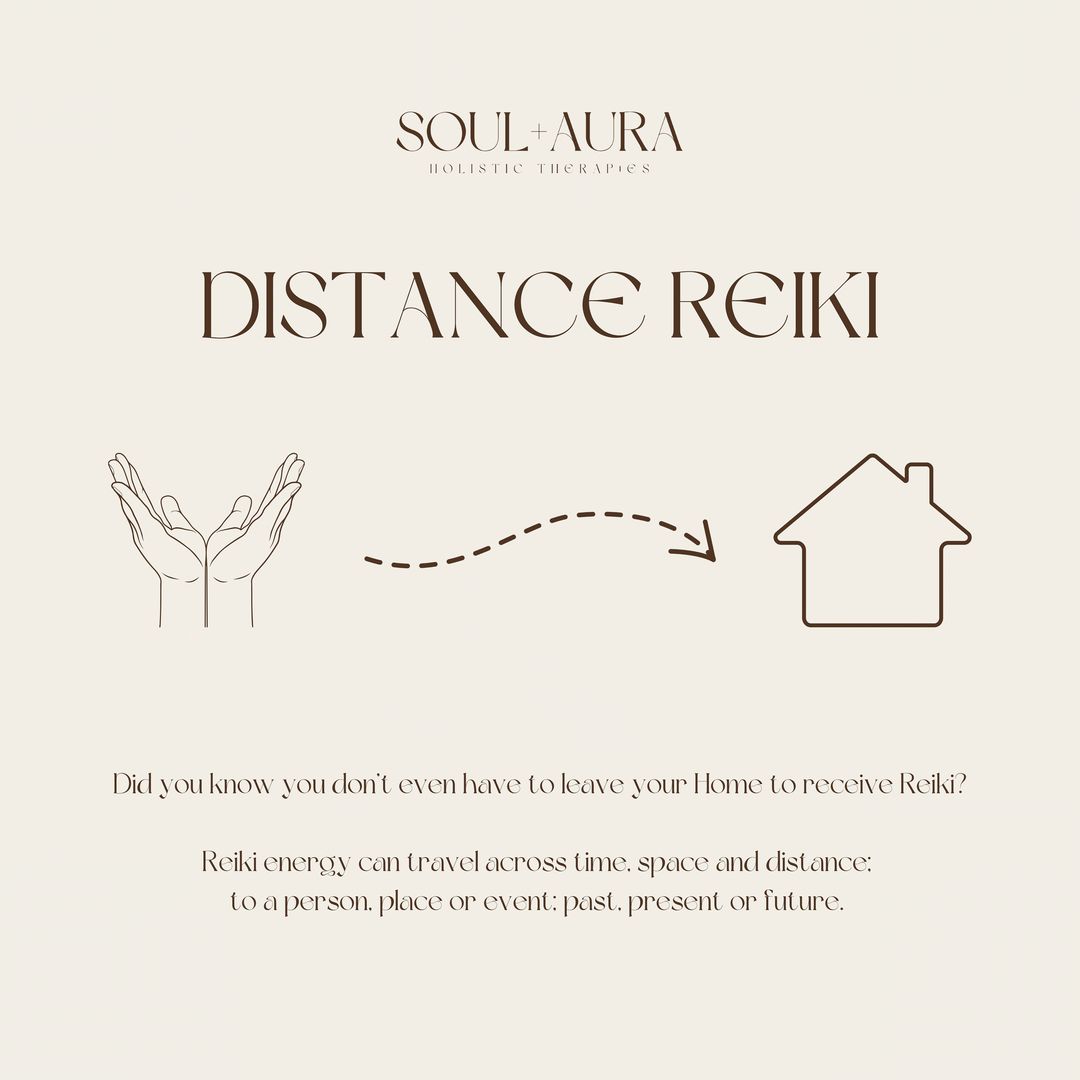 SOUL+AURA
HOLISTIC THERAPIES
DISTANCE REIKI
Did you know you don't even have to leave your Home to receive Reiki?
Reiki energy can travel across time, space and distance;
to a person, place or event; past, present or future.